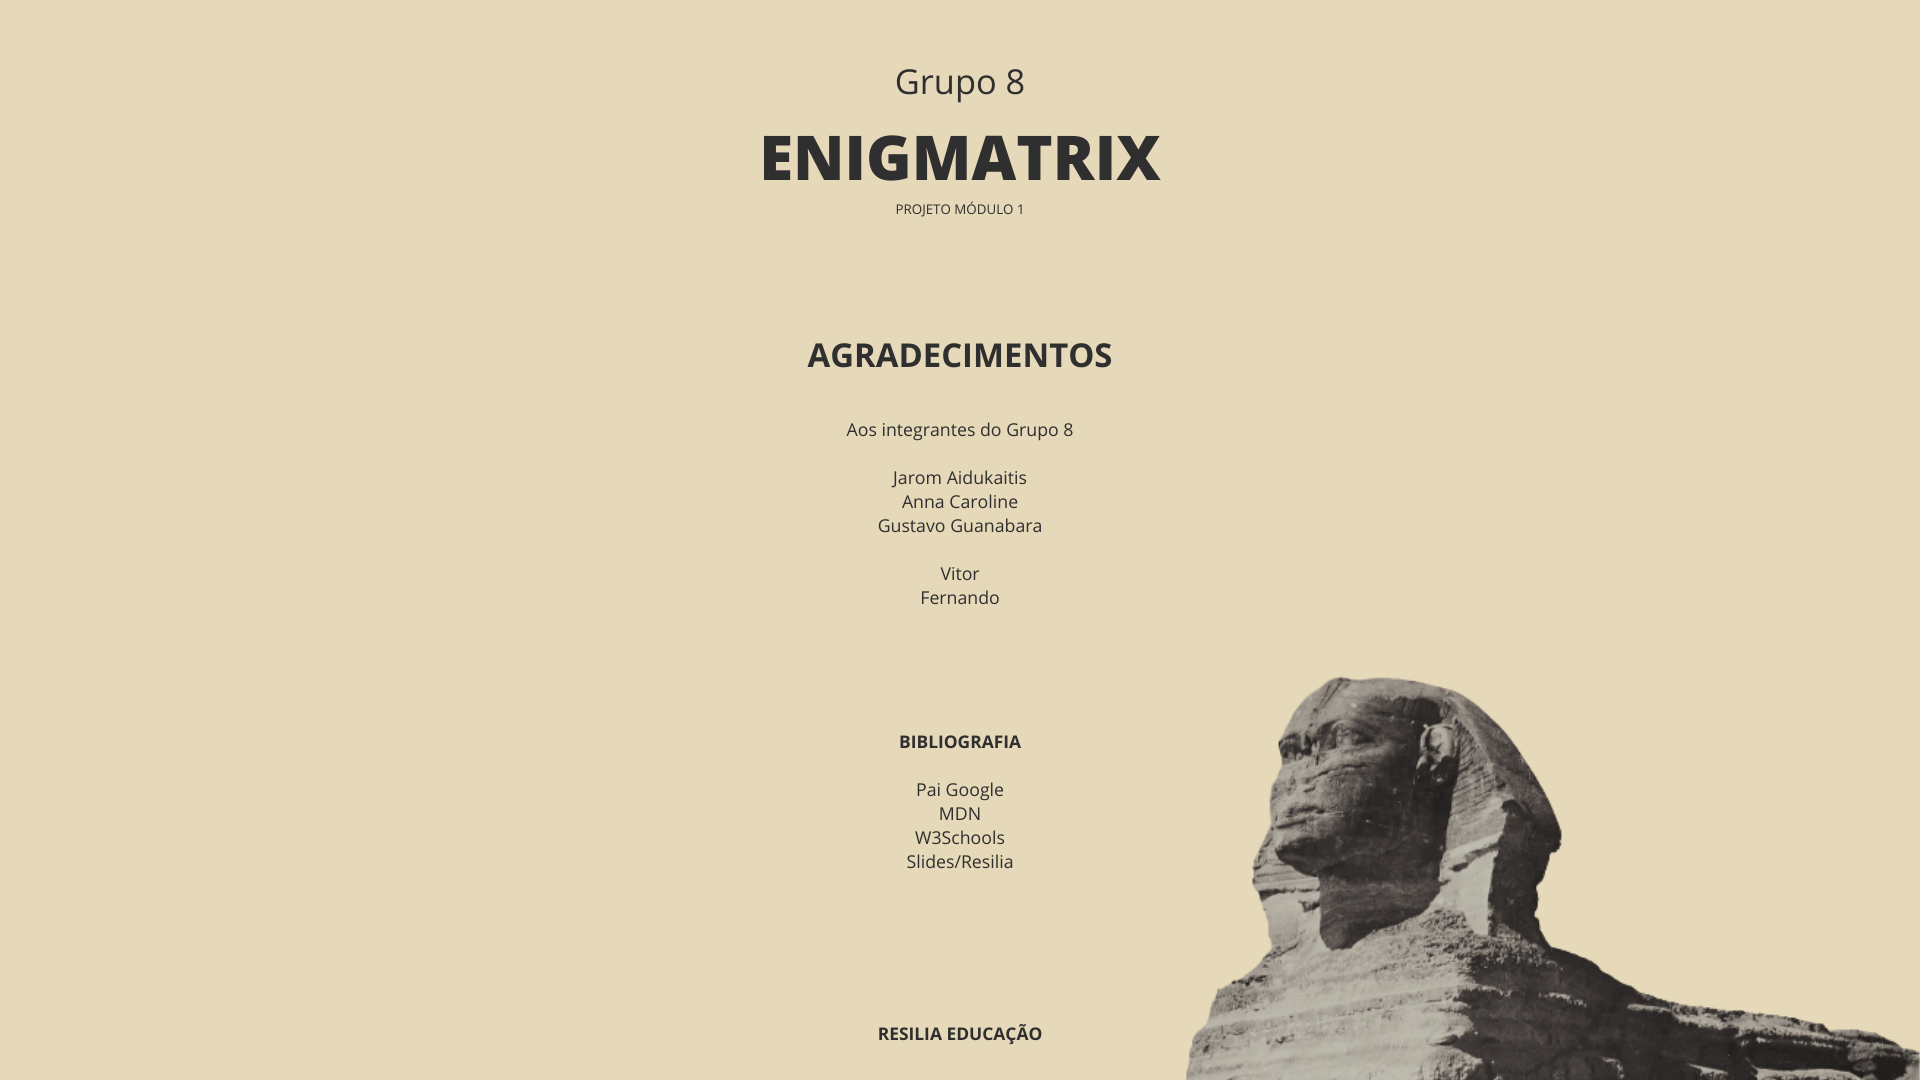 Grupo 8
ENIGMATRIX
PROJETO MÓDULO 1
AGRADECIMENTOS
Aos integrantes do Grupo 8
Jarom Aidukaitis
Anna Caroline
Gustavo Guanabara
Vitor
Fernando
BIBLIOGRAFIA
Pai Google
MDN
W3Schools
Slides/Resilia
RESILIA EDUCAÇÃO